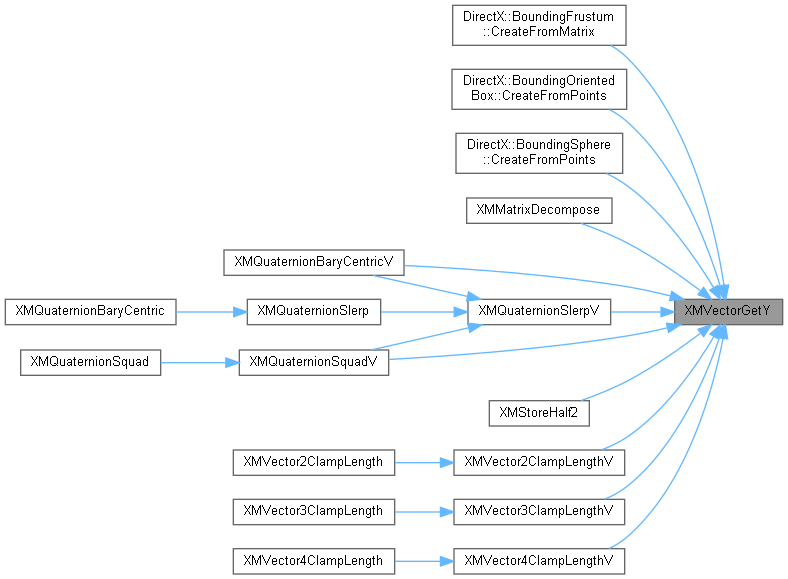 DirectX::BoundingFrustum
::CreateFromMatrix
DirectX::BoundingOriented
Box::CreateFromPoints
DirectX::BoundingSphere
::CreateFromPoints
XMMatrixDecompose
XMQuaternionBaryCentricV
XMQuaternionBaryCentric
XMQuaternionSlerp
XMQuaternionSlerpV
XMVectorGetY
XMQuaternionSquad
XMQuaternionSquadV
XMStoreHalf2
XMVector2ClampLength
XMVector2ClampLengthV
XMVector3ClampLength
XMVector3ClampLengthV
XMVector4ClampLength
XMVector4ClampLengthV